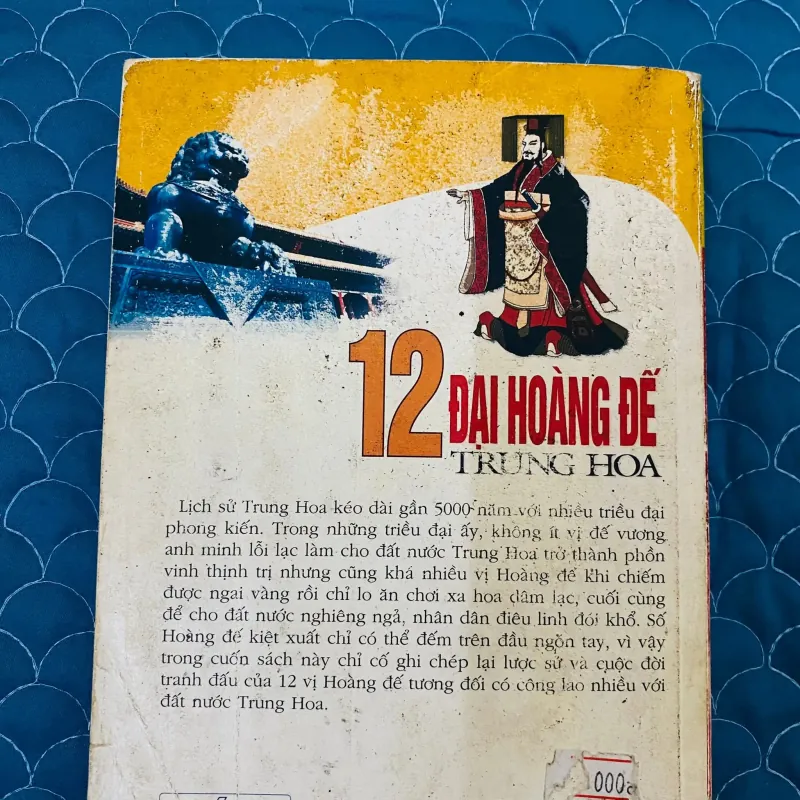 12 ĐẠI HOÀNG ĐẾ
TRUNG HOA
Lịch sử Trung Hoa kéo dài gần 5000 năm với nhiều triều đại
phong kiến. Trong những triều đại ấy, không ít vị đế vương
anh minh lỗi lạc làm cho đất nước Trung Hoa trở thành phồn
vinh thịnh trị nhưng cũng khá nhiều vị Hoàng đế khi chiếm
được ngai vàng rồi chỉ lo ăn chơi xa hoa dâm lạc, cuối cùng
để cho đất nước nghiêng ngả, nhân dân điêu linh đói khổ. Số
Hoàng đế kiệt xuất chỉ có thể đếm trên đầu ngón tay, vì vậy
trong cuốn sách này chỉ cố ghi chép lại lược sử và cuộc đời
tranh đấu của 12 vị Hoàng đế tương đối có công lao nhiều với
đất nước Trung Hoa.
000